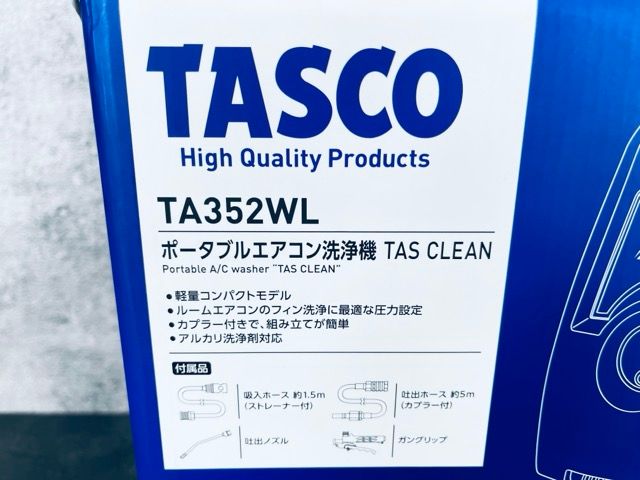 TASCO
High Quality Products
TA352WL
ポータブルエアコン洗浄機 TAS CLEAN
Portable A/C washer "TAS CLEAN"
●軽量コンパクトモデル
●ルームエアコンのフィン洗浄に最適な圧力設定
●カプラー付きで、組み立てが簡単
●アルカリ洗浄剤対応
付属品
吸入ホース 約1.5m
(ストレーナー付)
吐出ホース 約5m
(カプラー付)
吐出ノズル
ガングリップ